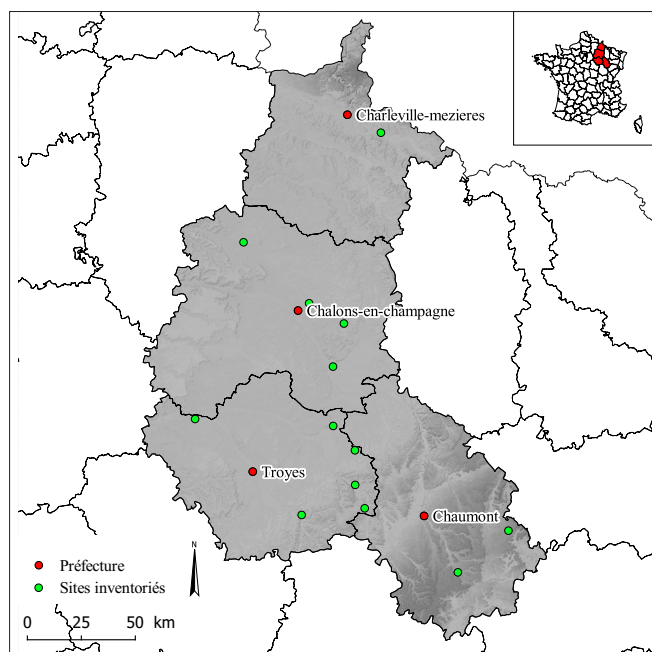 Charleville-mezieres
Chalons-en-champagne
Troyes
Chaumont
N
Préfecture
Sites inventoriés
0 25 50 km